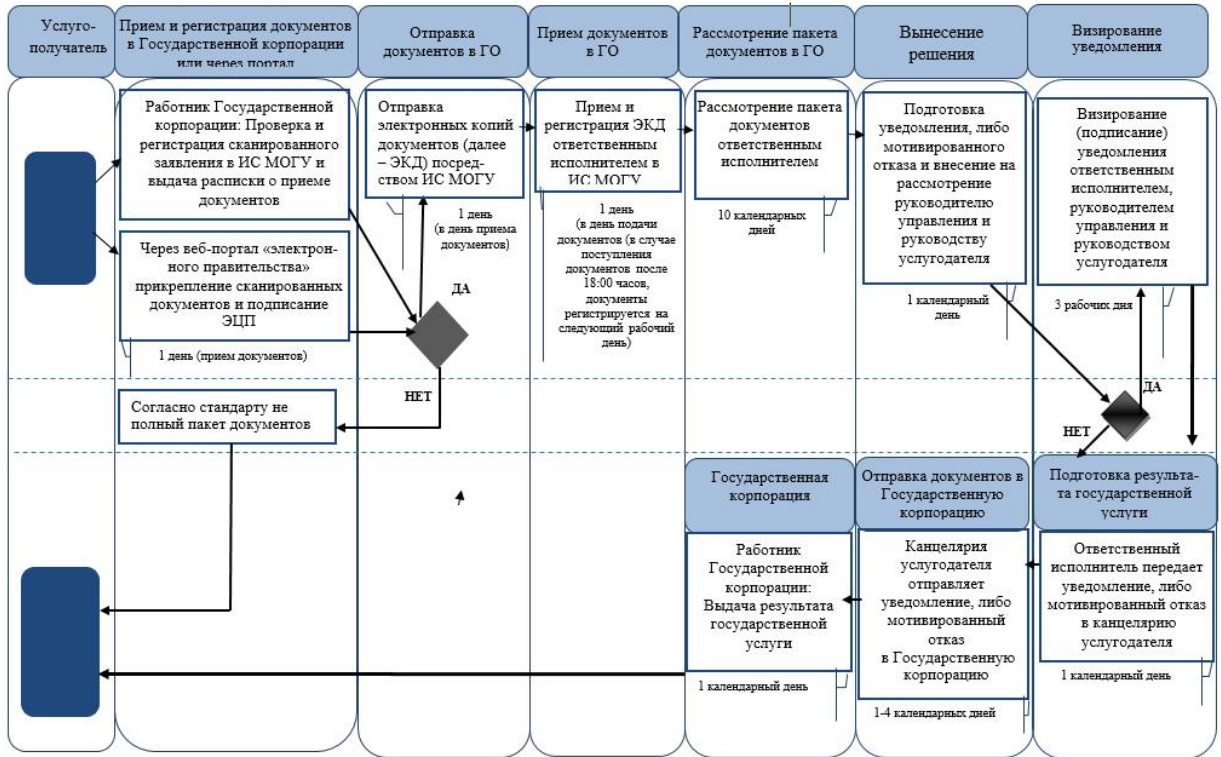 Услуго-
получатель
Прием и регистрация документов
в Государственной корпорации
или через портал
Отправка
документов в ГО
Прием документов
в ГО
Рассмотрение пакета
документов в ГО
Вынесение
решения
Визирование
уведомления
Работник Государственной
корпорации: Проверка и
регистрация сканированного
заявления в ИС МОГУ и
выдача расписки о приеме
документов
Через веб-портал «электрон-
ного правительства»
прикрепление сканированных
документов и подписание
ЭЦП
1 день (прием документов)
Отправка
электронных копий
документов (далее
– ЭКД) посред-
ством ИС МОГУ
1 день
(в день приема
документов)
ДА
НЕТ
Прием и
регистрация ЭКД
ответственным
исполнителем в
ИС МОГУ
1 день
(в день подачи
документов (в случае
поступления
документов после
18:00 часов,
документы
регистрируется на
следующий рабочий
день)
Рассмотрение пакета
документов
ответственным
исполнителем
10 календарных
дней
Подготовка
уведомления, либо
мотивированного
отказа и внесение на
рассмотрение
руководителю
управления и
руководству
услугодателя
1 календарный
день
Визирование
(подписание)
уведомления
ответственным
исполнителем,
руководителем
управления и
руководством
услугодателя
3 рабочих дня
ДА
НЕТ
Согласно стандарту не
полный пакет документов
Государственная
корпорация
Отправка документов в
Государственную
корпорацию
Подготовка результа-
та государственной
услуги
Работник
Государственной
корпорации:
Выдача результата
государственной
услуги
1 календарный день
Канцелярия
услугодателя
отправляет
уведомление, либо
мотивированный
отказ
в Государственную
корпорацию
1-4 календарных дней
Ответственный
исполнитель передает
уведомление, либо
мотивированный отказ
в канцелярию
услугодателя
1 календарный день